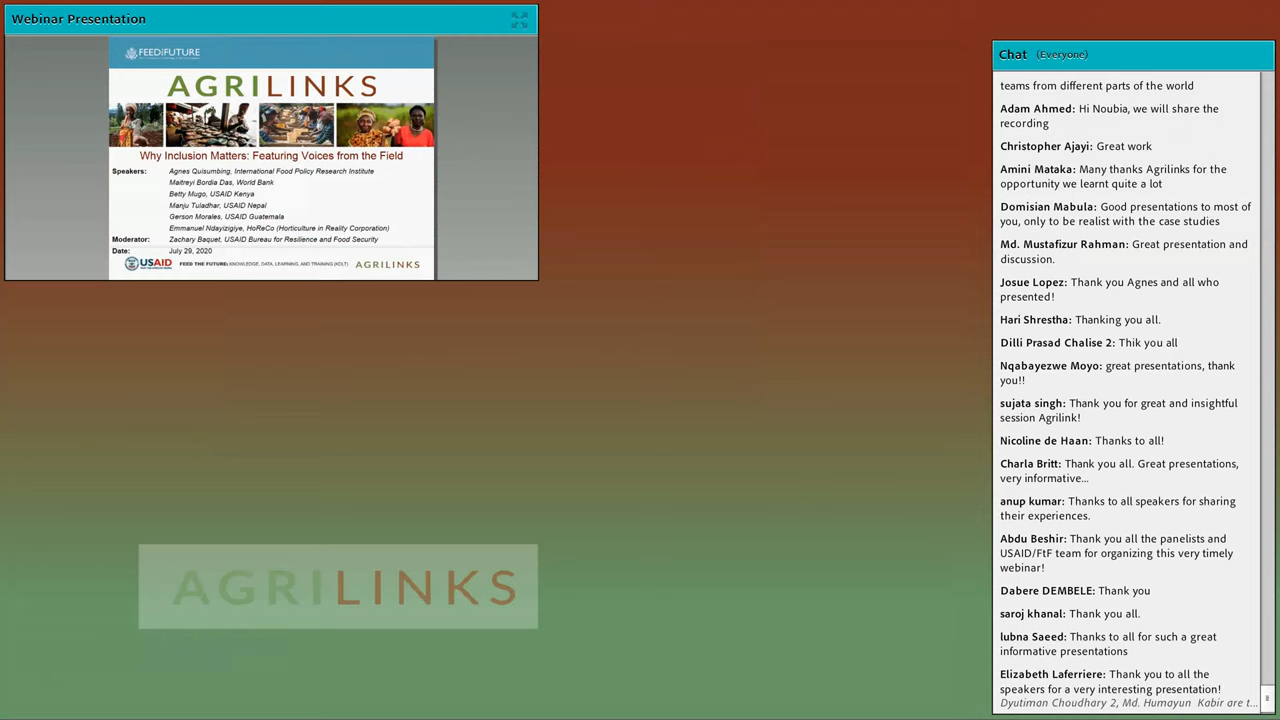 Webinar Presentation
FEED THE FUTURE
AGRILINKS
Why Inclusion Matters: Featuring Voices from the Field
Speakers: Agnes Quisumbing, International Food Policy Research Institute
Maitreyi Bordia Das, World Bank
Betty Mugo, USAID Kenya
Manju Tuladhar, USAID Nepal
Gerson Morales, USAID Guatemala
Emmanuel Ndayizigiye, HoReCo (Horticulture in Reality Corporation)
Moderator: Zachary Baquet, USAID Bureau for Resilience and Food Security
Date: July 29, 2020
USAID
FEED THE FUTURE: KNOWLEDGE, DATA, LEARNING, AND TRAINING (KDLT)
AGRILINKS
AGRILINKS
Chat (Everyone)
teams from different parts of the world
Adam Ahmed: Hi Noubia, we will share the
recording
Christopher Ajayi: Great work
Amini Mataka: Many thanks Agrilinks for the
opportunity we learnt quite a lot
Domisian Mabula: Good presentations to most of
you, only to be realist with the case studies
Md. Mustafizur Rahman: Great presentation and
discussion.
Josue Lopez: Thank you Agnes and all who
presented!
Hari Shrestha: Thanking you all.
Dilli Prasad Chalise 2: Thik you all
Nqabayezwe Moyo: great presentations, thank
you!!
sujata singh: Thank you for great and insightful
session Agrilink!
Nicoline de Haan: Thanks to all!
Charla Britt: Thank you all. Great presentations,
very informative...
anup kumar: Thanks to all speakers for sharing
their experiences.
Abdu Beshir: Thank you all the panelists and
USAID/FtF team for organizing this very timely
webinar!
Dabere DEMBELE: Thank you
saroj khanal: Thank you all.
lubna Saeed: Thanks to all for such a great
informative presentations
Elizabeth Laferriere: Thank you to all the
speakers for a very interesting presentation!
Dyutiman Choudhary 2, Md. Humayun Kabir are t...